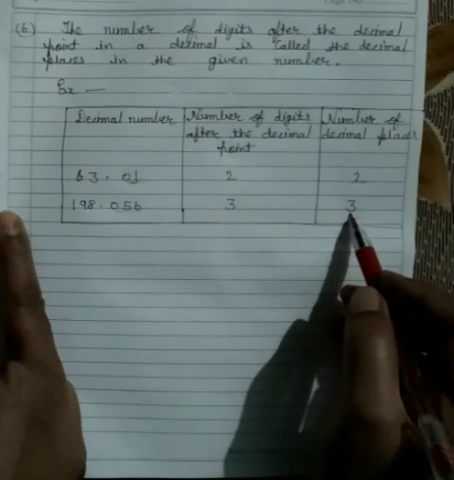 (6) The number of digits after the decimal
point in a decimal is called the decimal
places in the given number.
Ex —
Decimal number Number of digits after the decimal point Number of decimal places
63.01 2 2
198.056 3 3